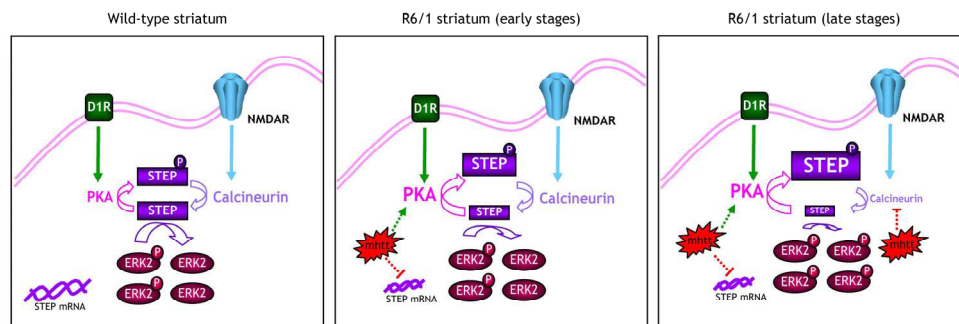 Wild-type striatum
D1R
NMDAR
P
STEP
PKA
Calcineurin
STEP
P
ERK2 ERK2
P
ERK2 ERK2
STEP mRNA
R6/1 striatum (early stages)
D1R
NMDAR
P
STEP
PKA
Calcineurin
STEP
mhtt
P
ERK2 ERK2
P P
ERK2 ERK2
STEP mRNA
R6/1 striatum (late stages)
D1R
NMDAR
P
STEP
PKA
Calcineurin
STEP
mhtt mhtt
P P
ERK2 ERK2
P P
ERK2 ERK2
STEP mRNA